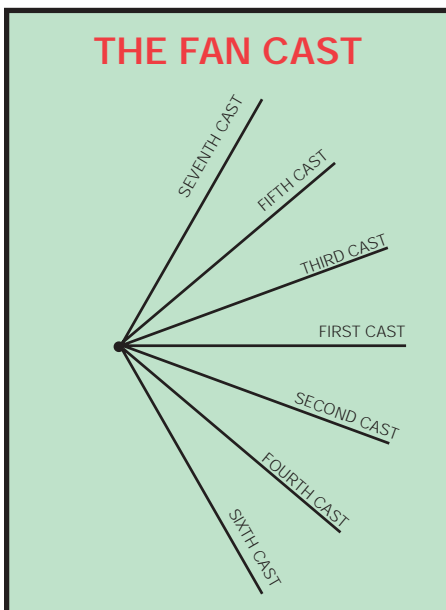 THE FAN CAST
SEVENTH CAST
FIFTH CAST
THIRD CAST
FIRST CAST
SECOND CAST
FOURTH CAST
SIXTH CAST